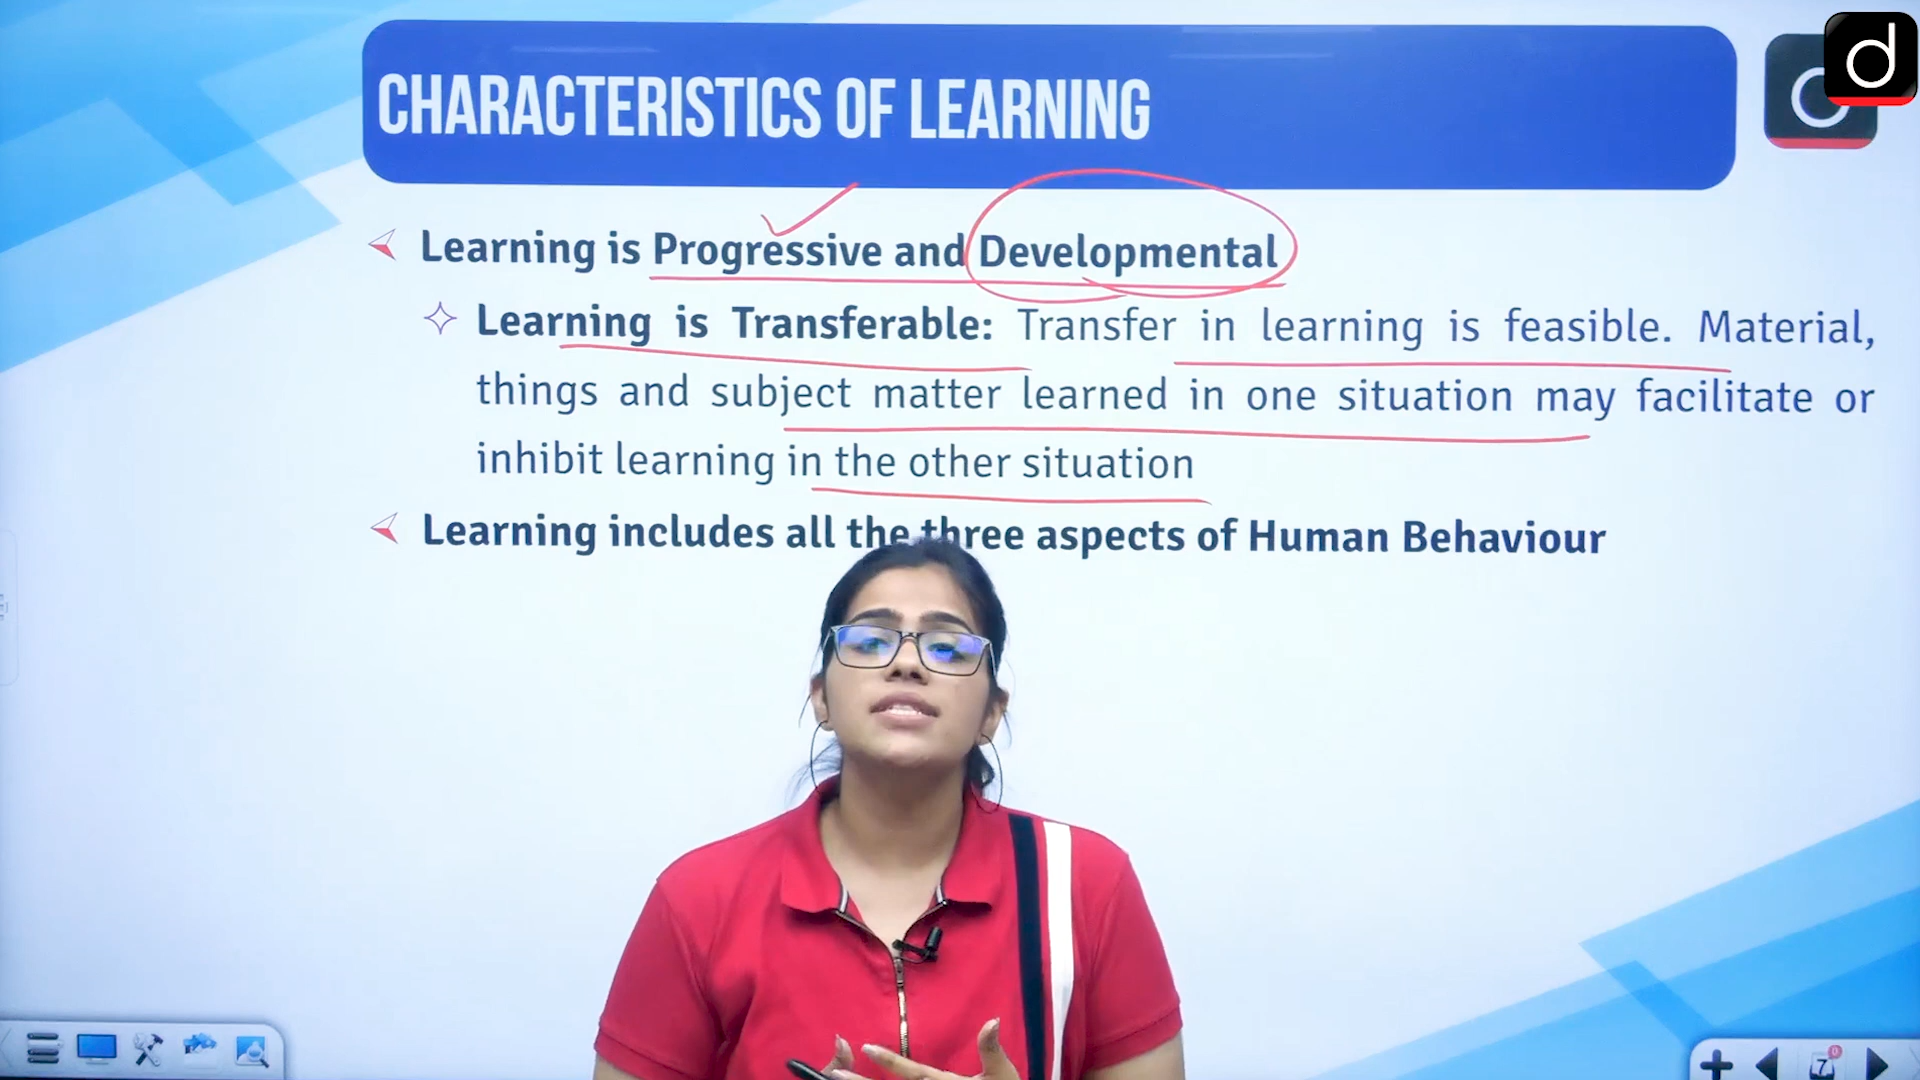 CHARACTERISTICS OF LEARNING
d
Learning is Progressive and Developmental
Learning is Transferable: Transfer in learning is feasible. Material,
things and subject matter learned in one situation may facilitate or
inhibit learning in the other situation
Learning includes all the three aspects of Human Behaviour
7